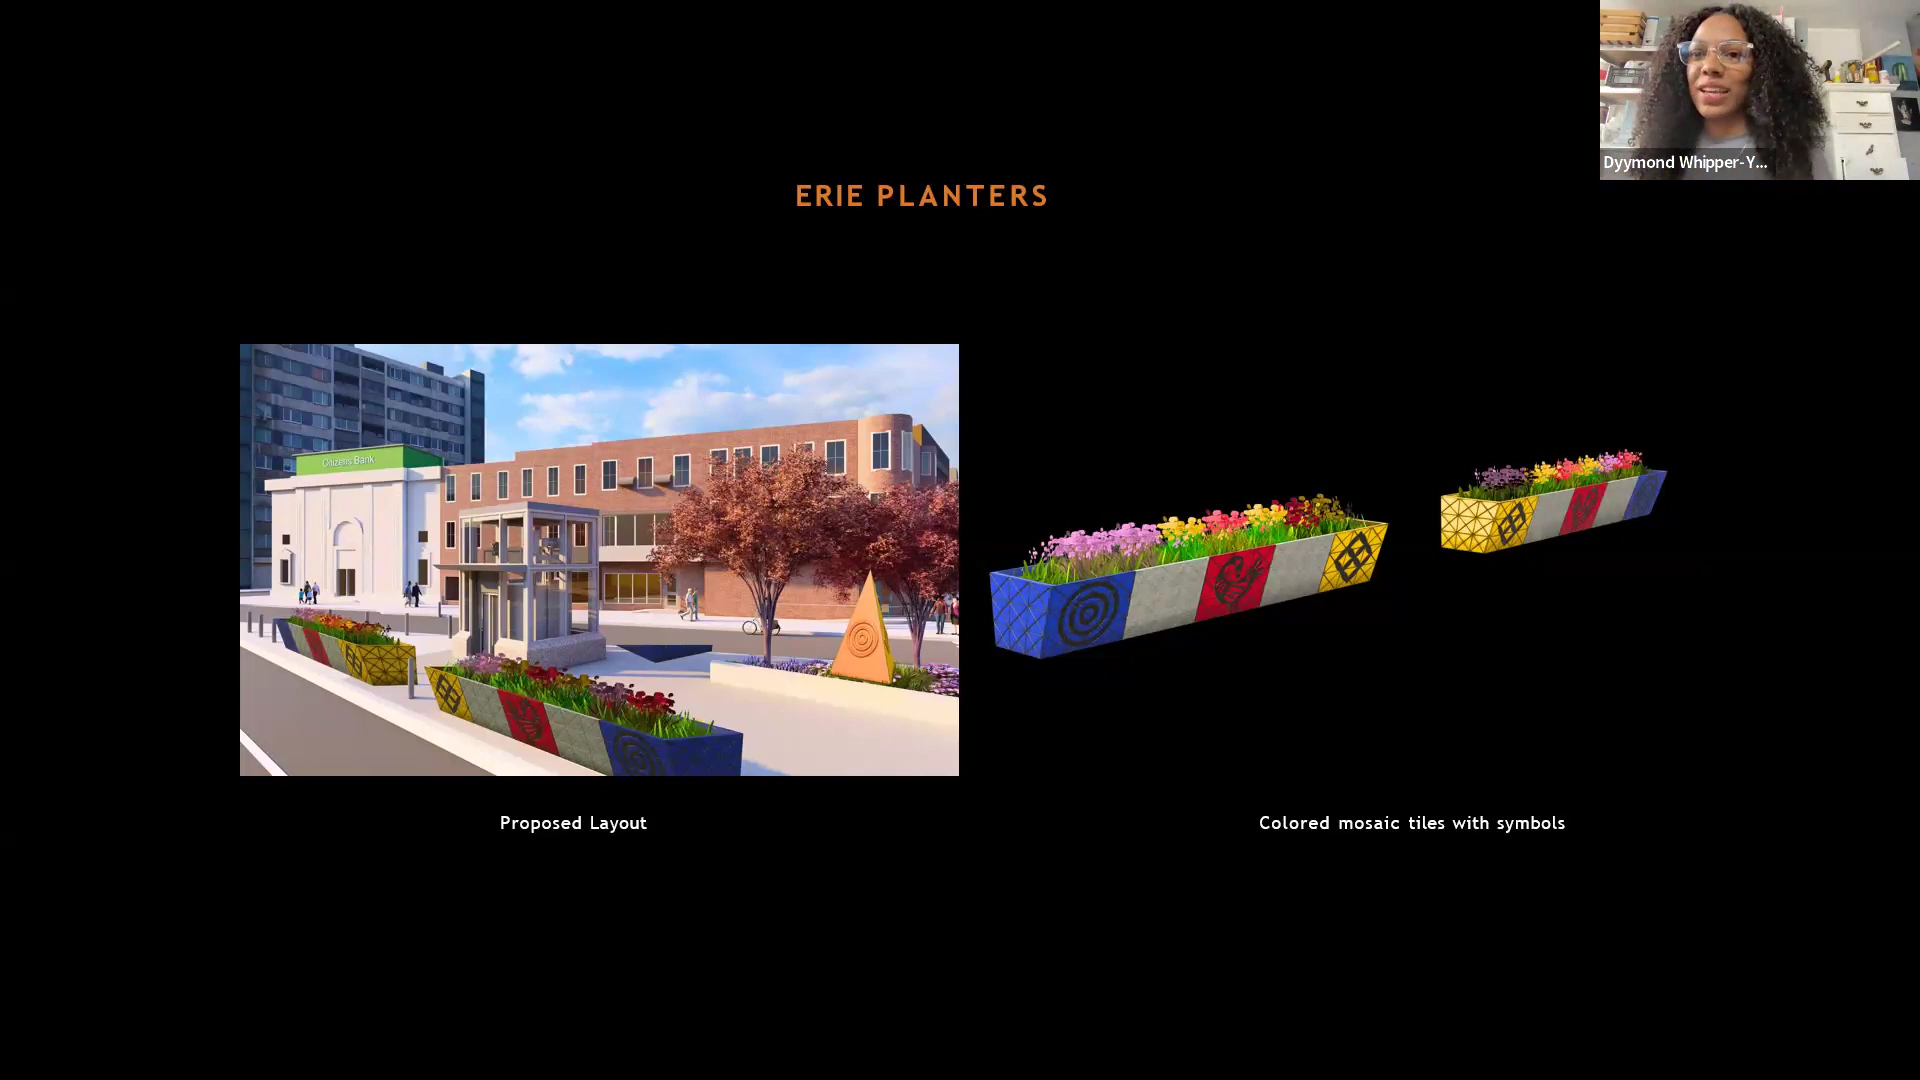 Dyymond Whipper-Y...
ERIE PLANTERS
Citizens Bank
Proposed Layout
Colored mosaic tiles with symbols